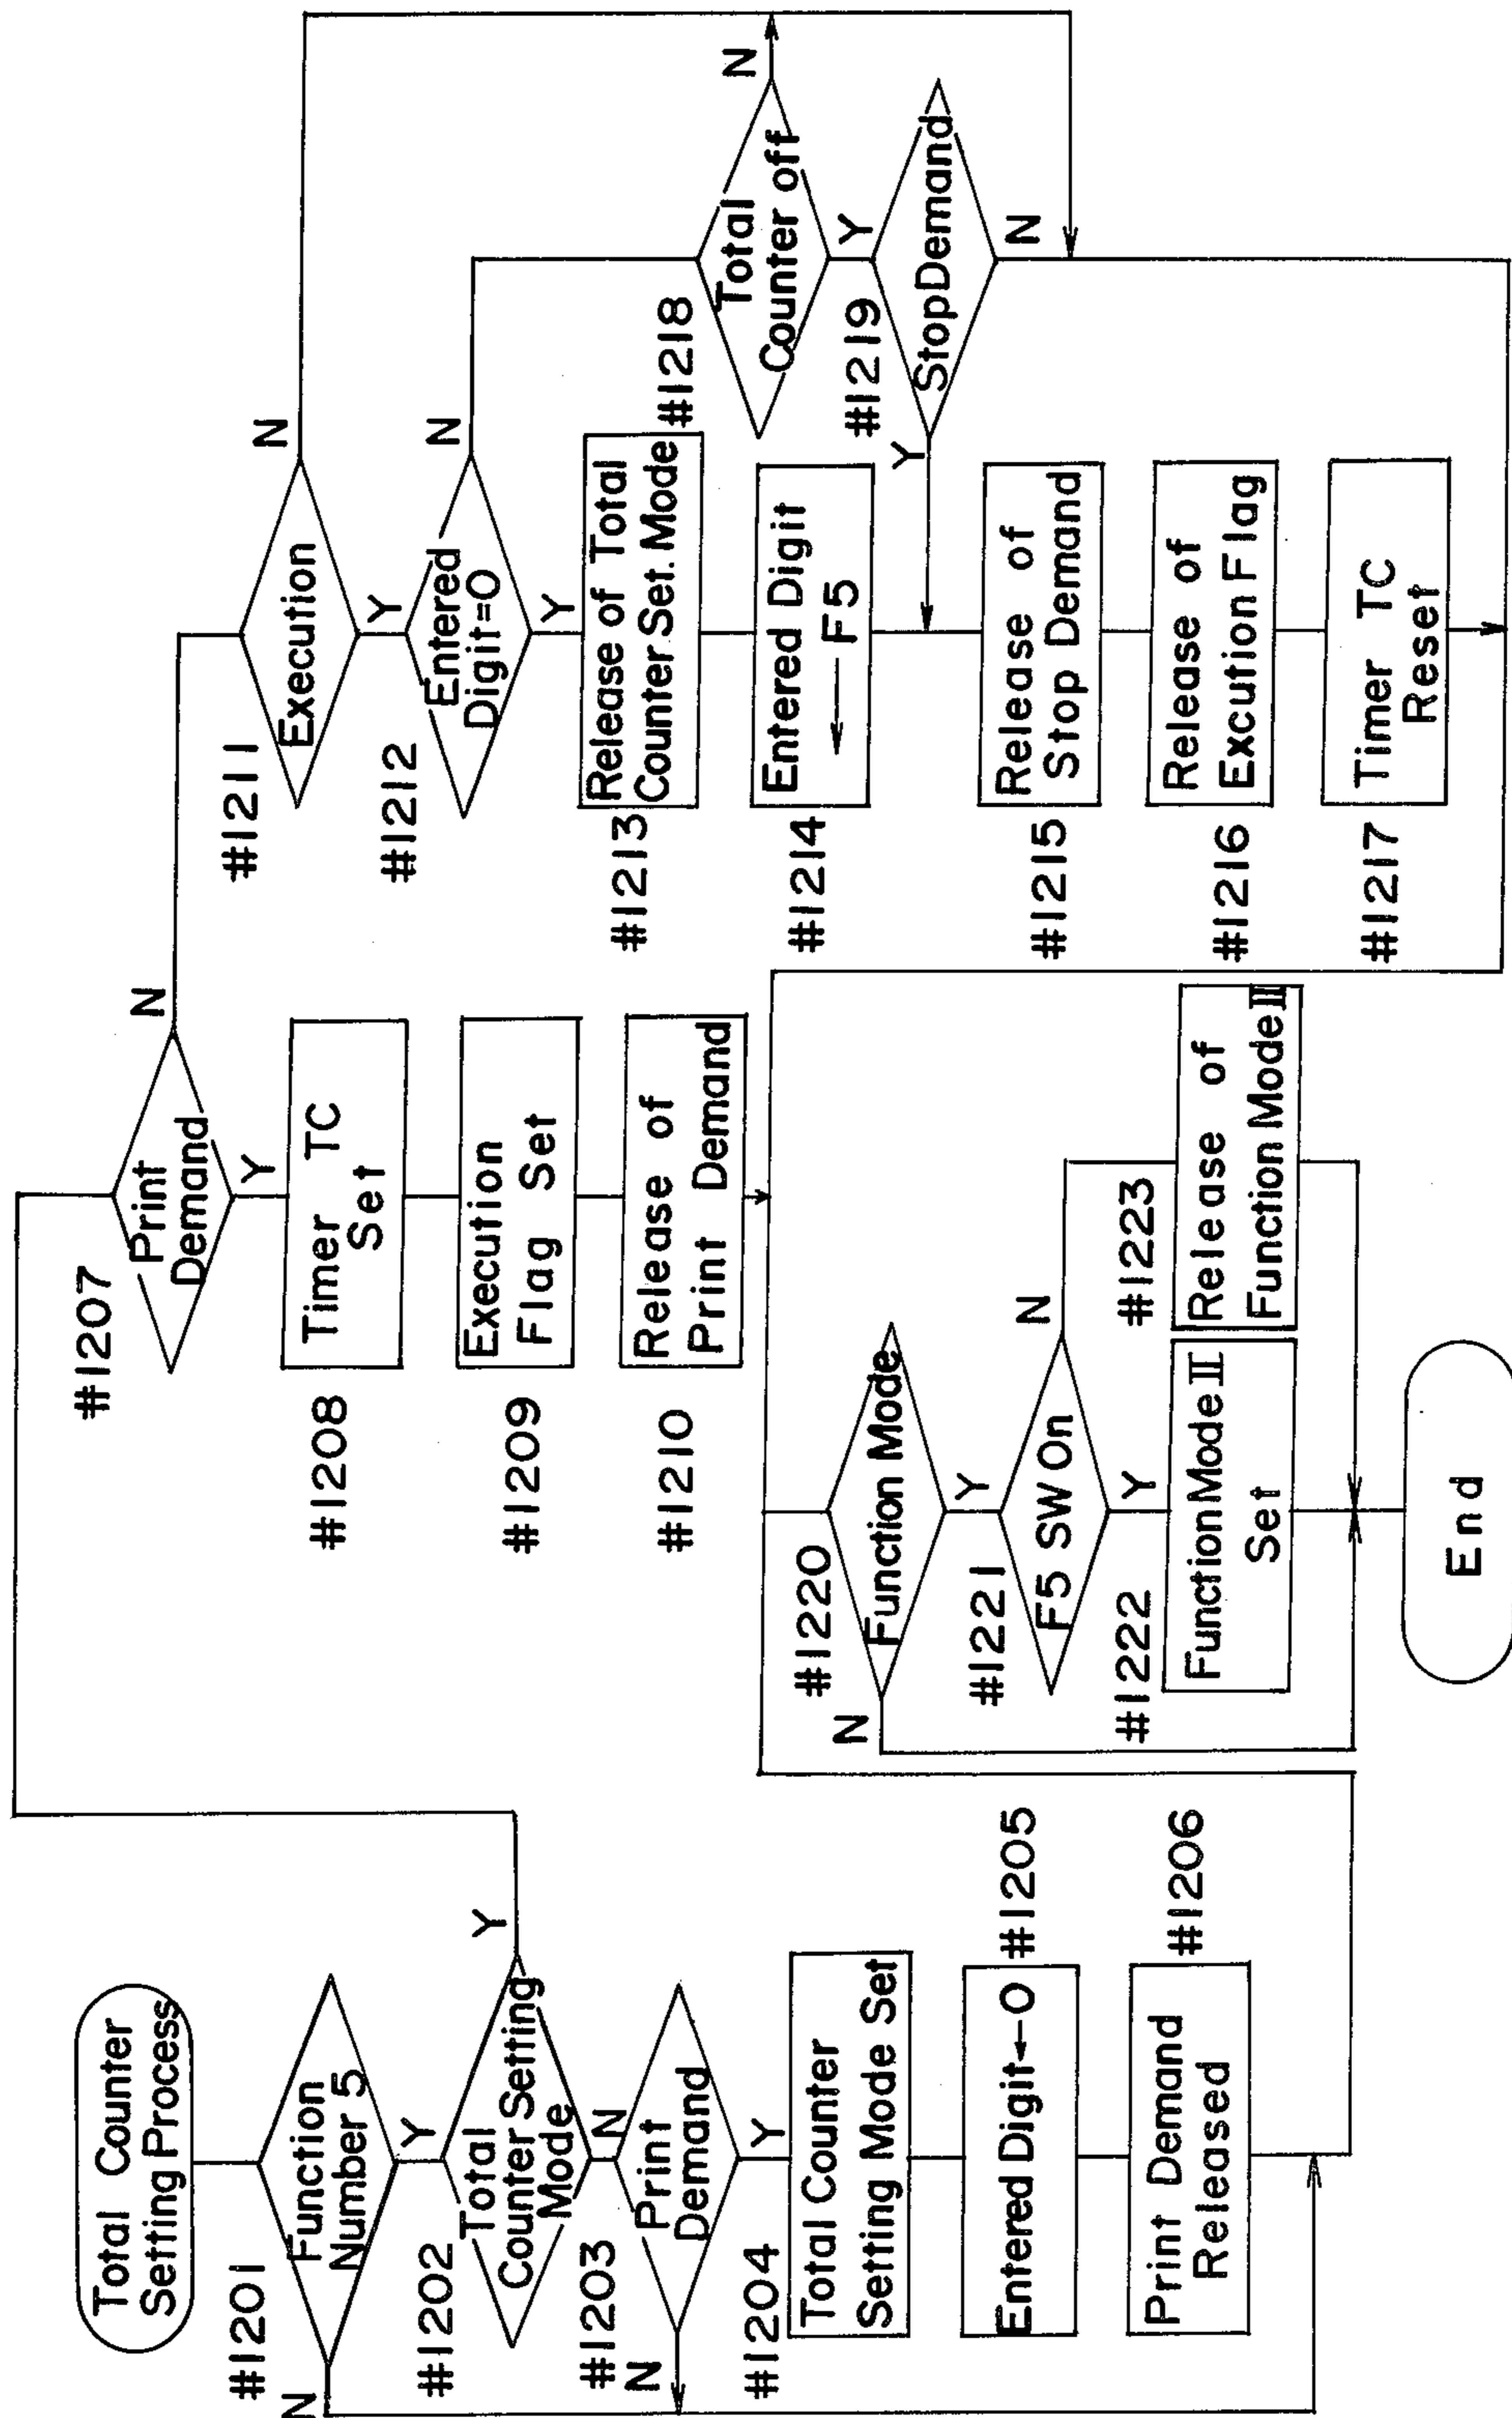 Total Counter
Setting Process
#1201
Function
Number 5
N
Y
#1202
Total
Counter Setting
Mode
Y
N
#1203
Print
Demand
N
Y
#1204
Total Counter
Setting Mode Set
Entered Digit←0
#1205
Print Demand
Released
#1206
#1207
Print
Demand
N
Y
#1208
Timer TC
Set
#1209
Execution
Flag Set
#1210
Release of
Print Demand
#1211
Execution
N
Y
#1212
Entered
Digit=0
N
Y
#1213
Release of Total
Counter Set. Mode
#1214
Entered Digit
← F5
#1215
Release of
Stop Demand
#1216
Release of
Excution Flag
#1217
Timer TC
Reset
#1218
Total
Counter off
N
Y
#1219
Stop Demand
Y
N
#1220
Function Mode
N
Y
#1221
F5 SW On
N
Y
#1222
Function Mode II
Set
#1223
Release of
Function Mode III
End